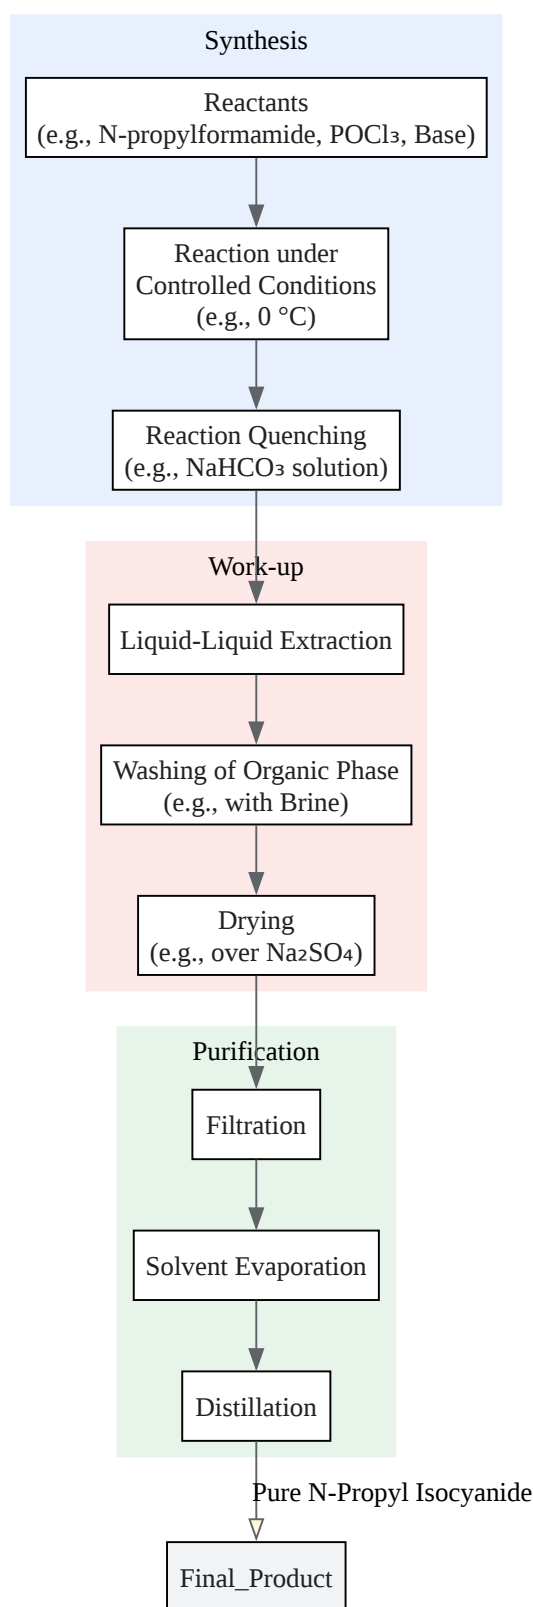 Synthesis
Reactants
(e.g., N-propylformamide, POCl₃, Base)
Reaction under
Controlled Conditions
(e.g., 0 °C)
Reaction Quenching
(e.g., NaHCO₃ solution)
Work-up
Liquid-Liquid Extraction
Washing of Organic Phase
(e.g., with Brine)
Drying
(e.g., over Na₂SO₄)
Purification
Filtration
Solvent Evaporation
Distillation
Pure N-Propyl Isocyanide
Final_Product